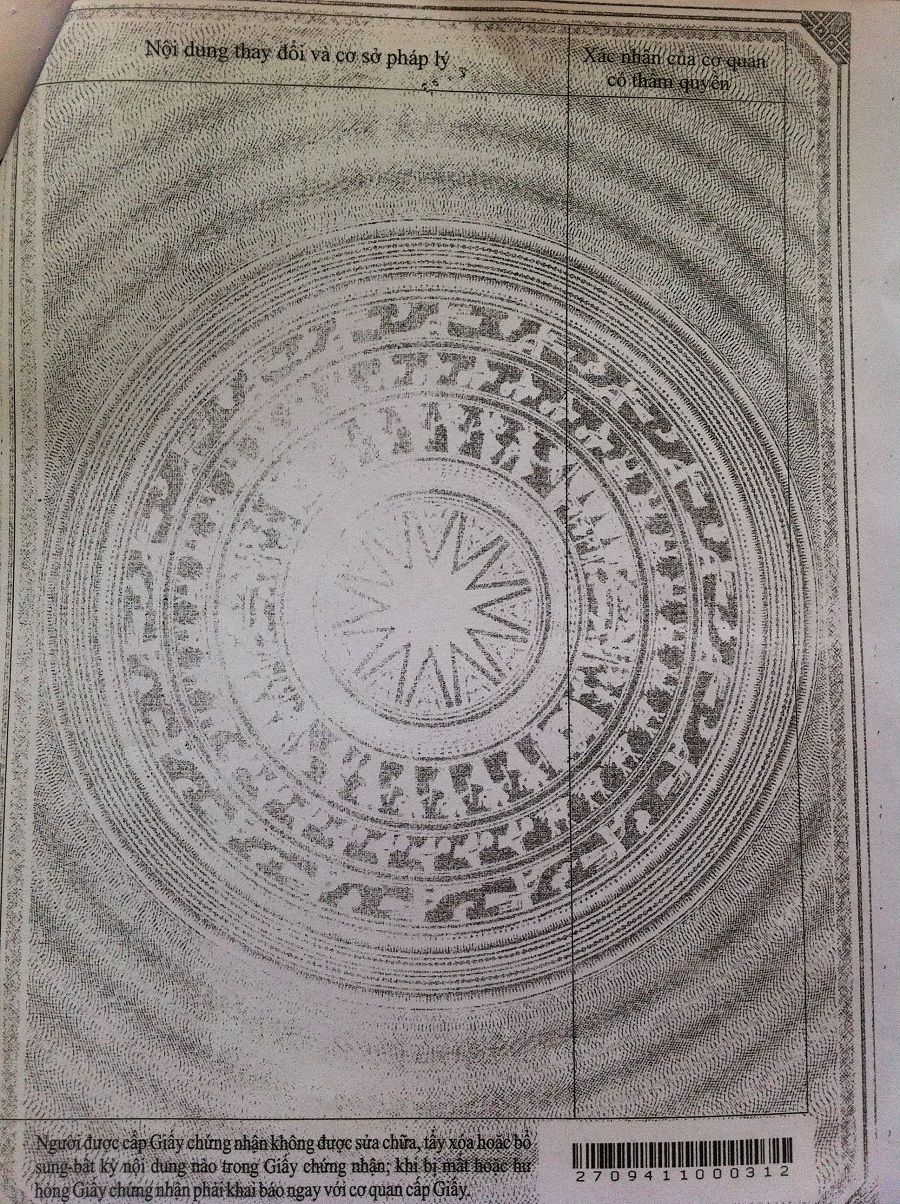 Nội dung thay đổi và cơ sở pháp lý
Xác nhận của cơ quan
có thẩm quyền
Người được cấp Giấy chứng nhận không được sửa chữa, tẩy xóa hoặc bổ
sung bất kỳ nội dung nào trong Giấy chứng nhận; khi bị mất hoặc hư
hỏng Giấy chứng nhận phải khai báo ngay với cơ quan cấp Giấy.
2709411000312